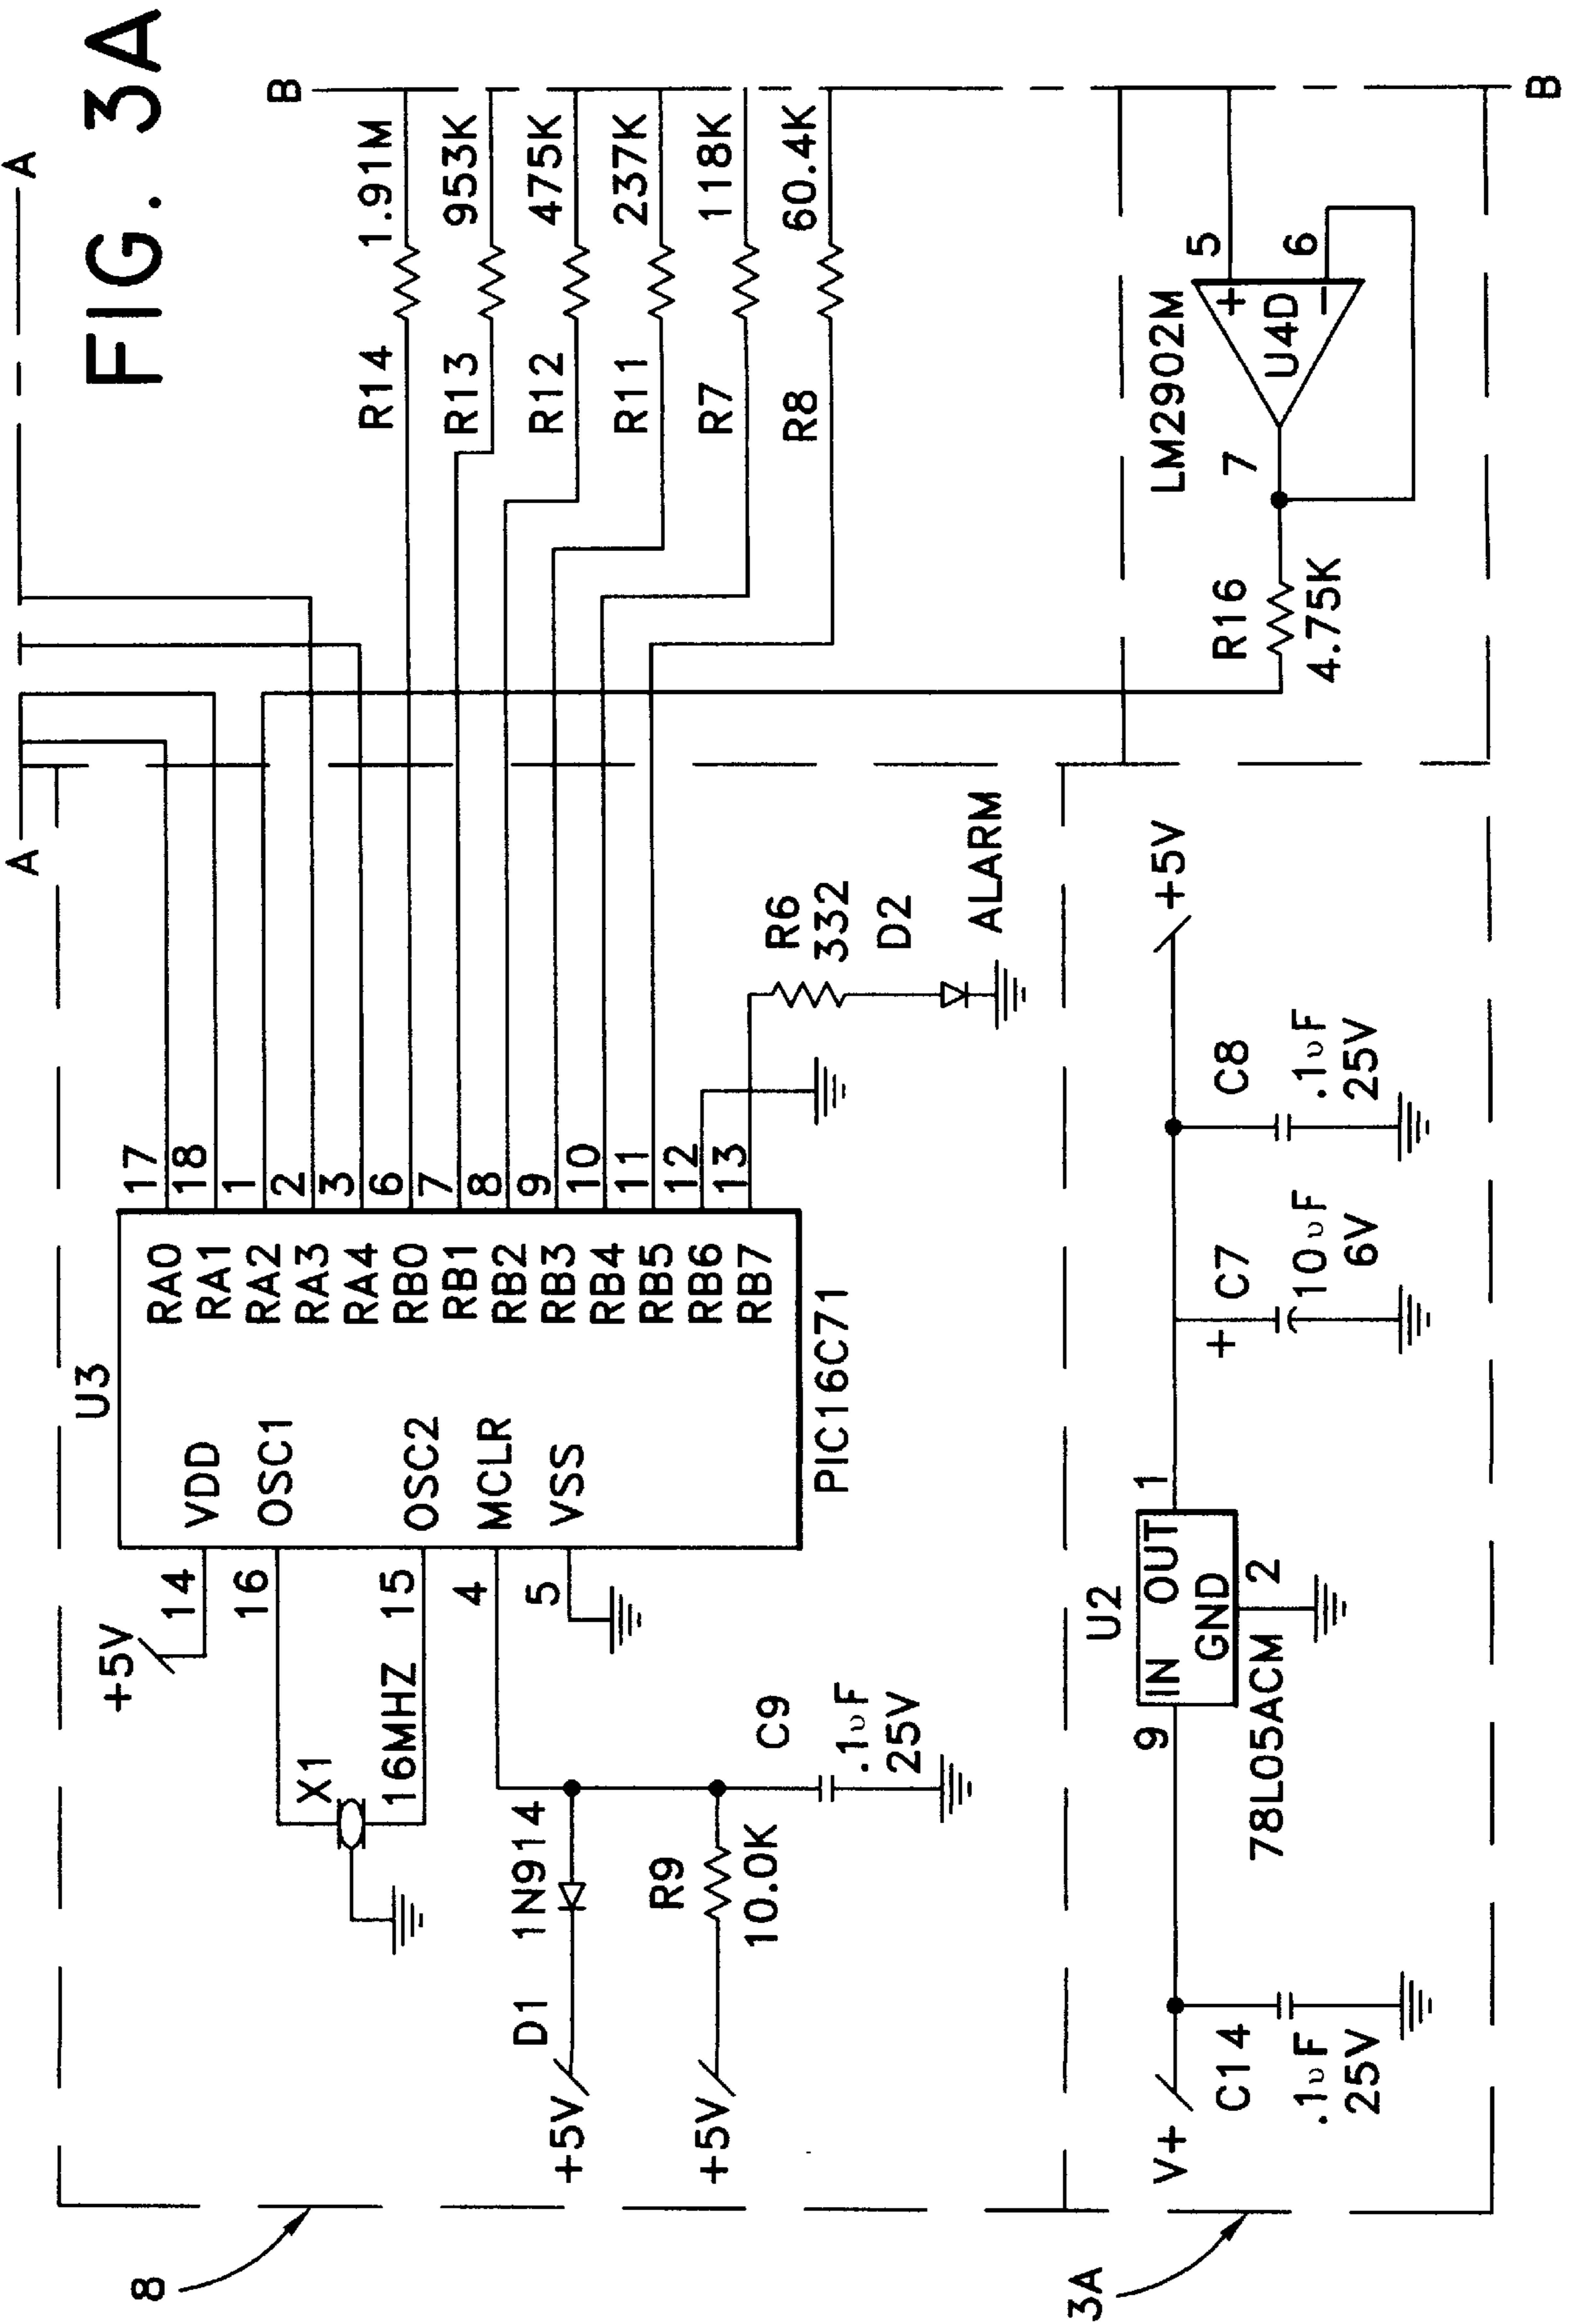 FIG. 3A
A
A
B
B
8
3A
U3
PIC16C71
VDD
OSC1
OSC2
MCLR
VSS
RA0
RA1
RA2
RA3
RA4
RB0
RB1
RB2
RB3
RB4
RB5
RB6
RB7
17
18
1
2
3
6
7
8
9
10
11
12
13
+5V
14
16
15
4
5
X1
16MHZ
D1 1N914
+5V
R9
10.0K
+5V
C9
.1υF
25V
R14 1.91M
R13 953K
R12 475K
R11 237K
R7 118K
R8 60.4K
R6
332
D2
ALARM
LM2902M
U4D
+
−
5
6
7
R16
4.75K
V+
C14
.1υF
25V
U2
IN OUT
GND
9
1
2
78L05ACM
+
C7
10υF
6V
C8
.1υF
25V
+5V